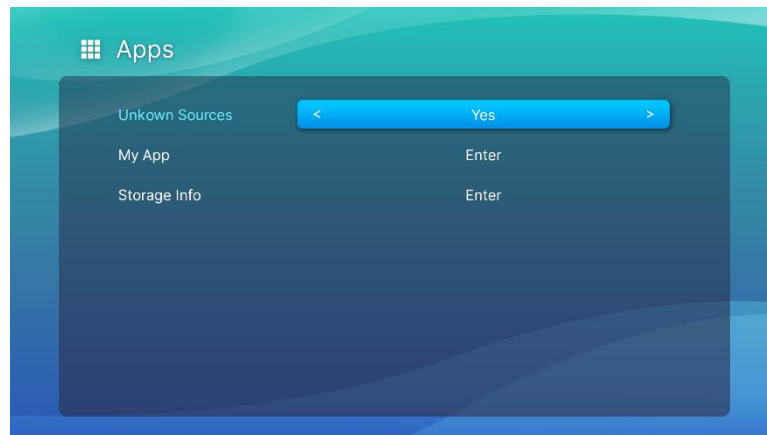 Apps
Unkown Sources < Yes >
My App Enter
Storage Info Enter